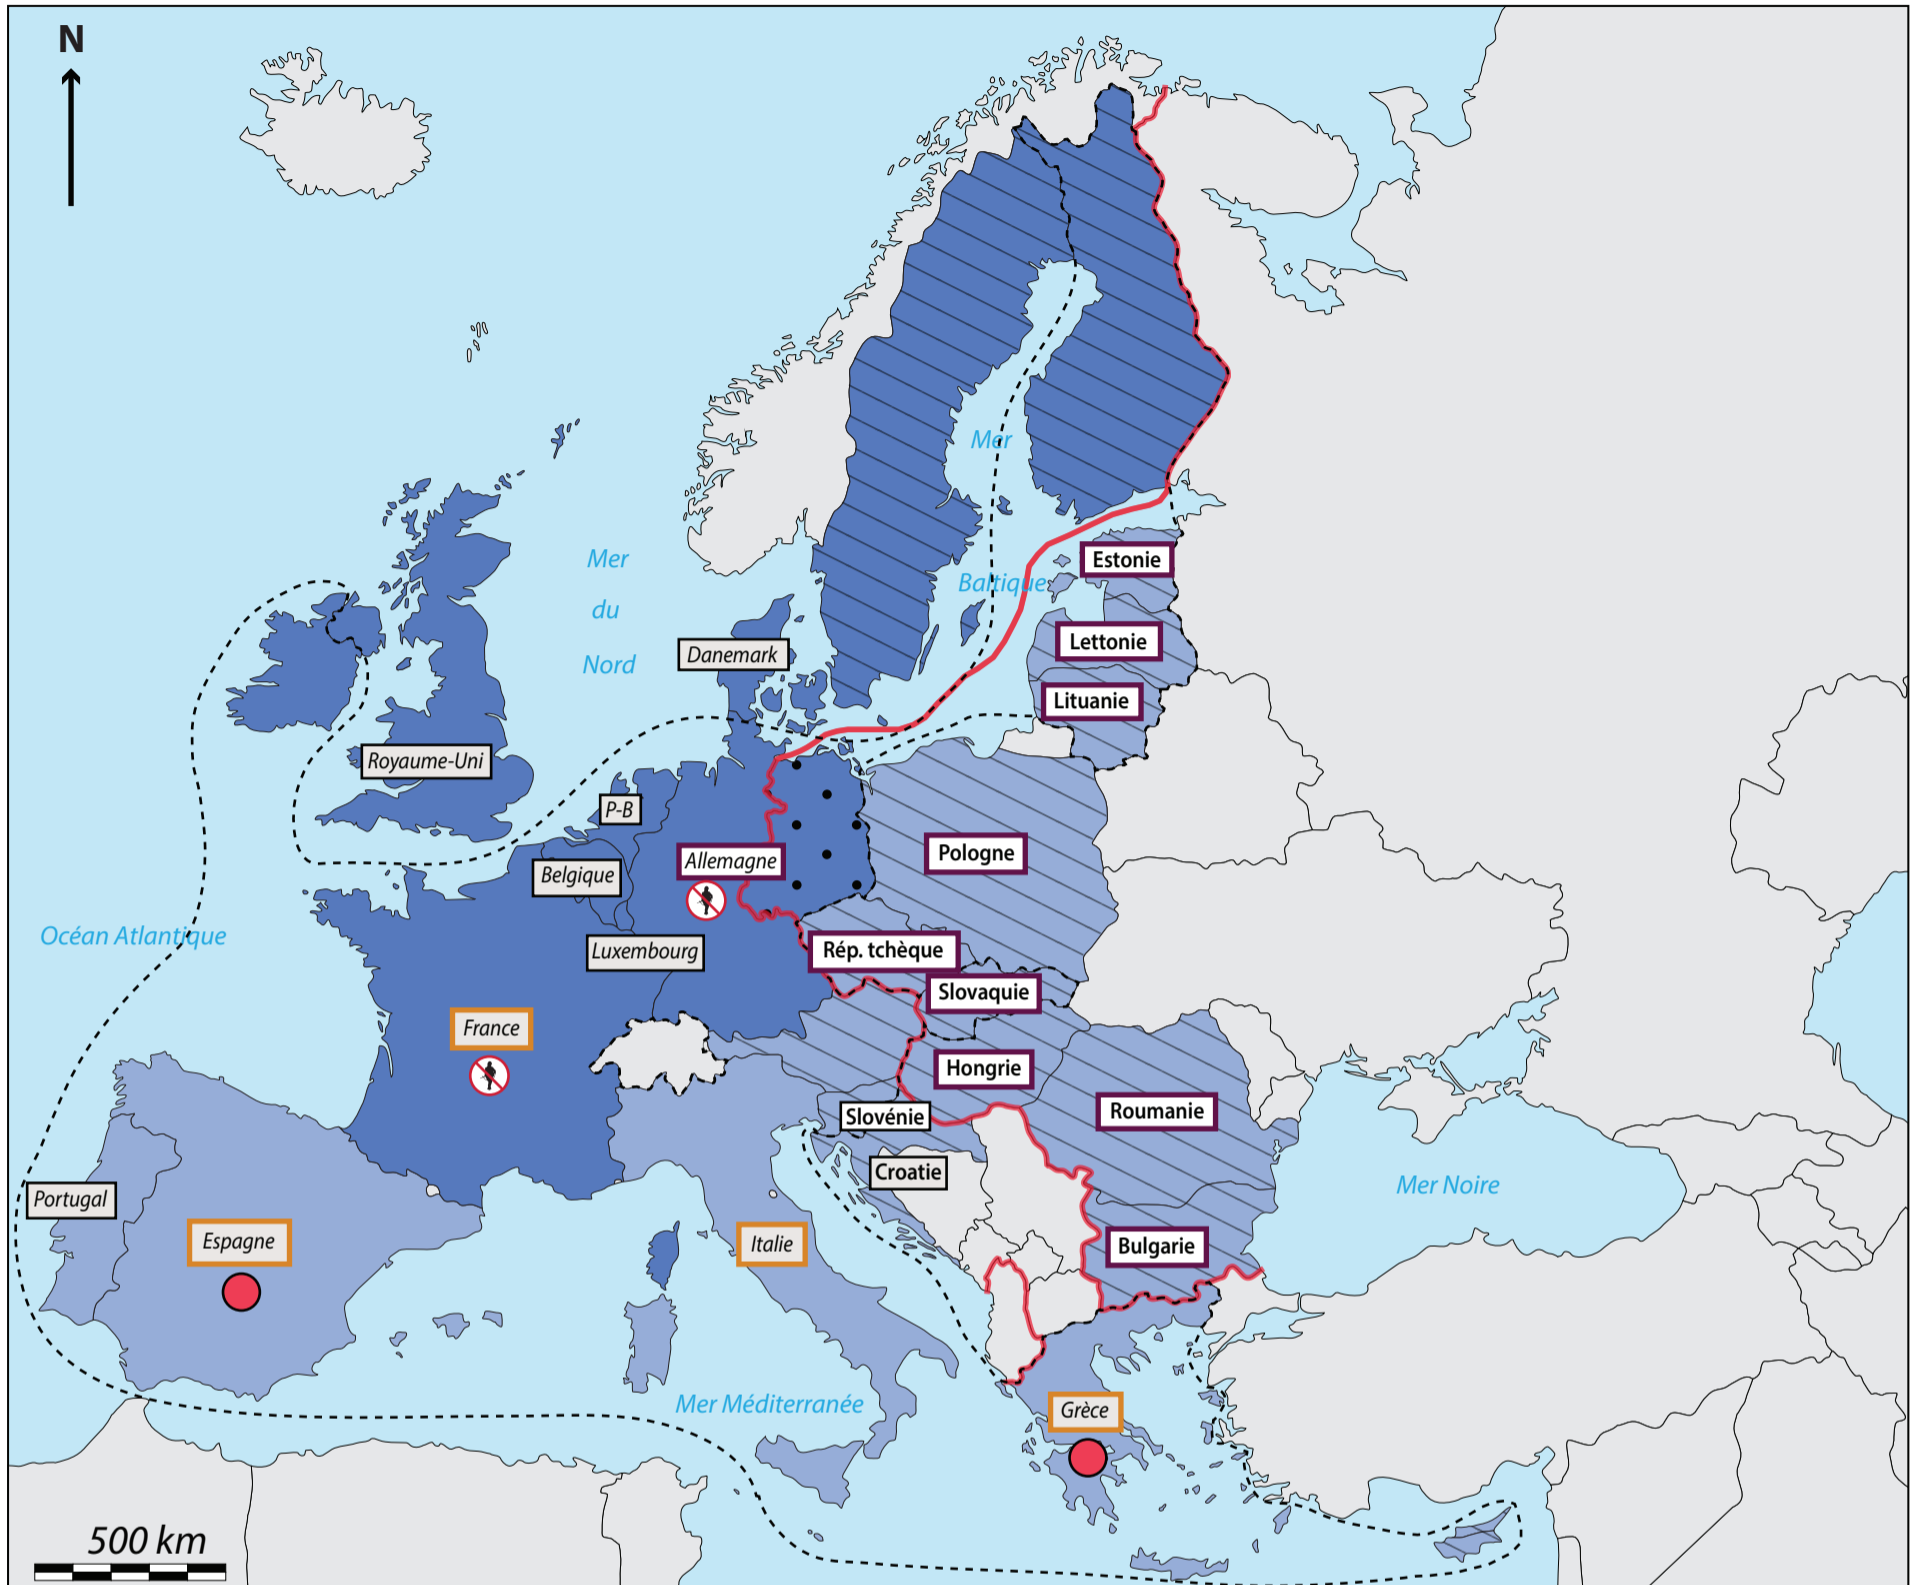 N
Mer
Baltique
Estonie
Mer
du
Nord
Lettonie
Danemark
Lituanie
Royaume-Uni
P-B
Allemagne
Pologne
Belgique
Océan Atlantique
Luxembourg
Rép. tchèque
Slovaquie
France
Hongrie
Slovénie
Roumanie
Croatie
Mer Noire
Portugal
Espagne
Italie
Bulgarie
Mer Méditerranée
Grèce
500 km